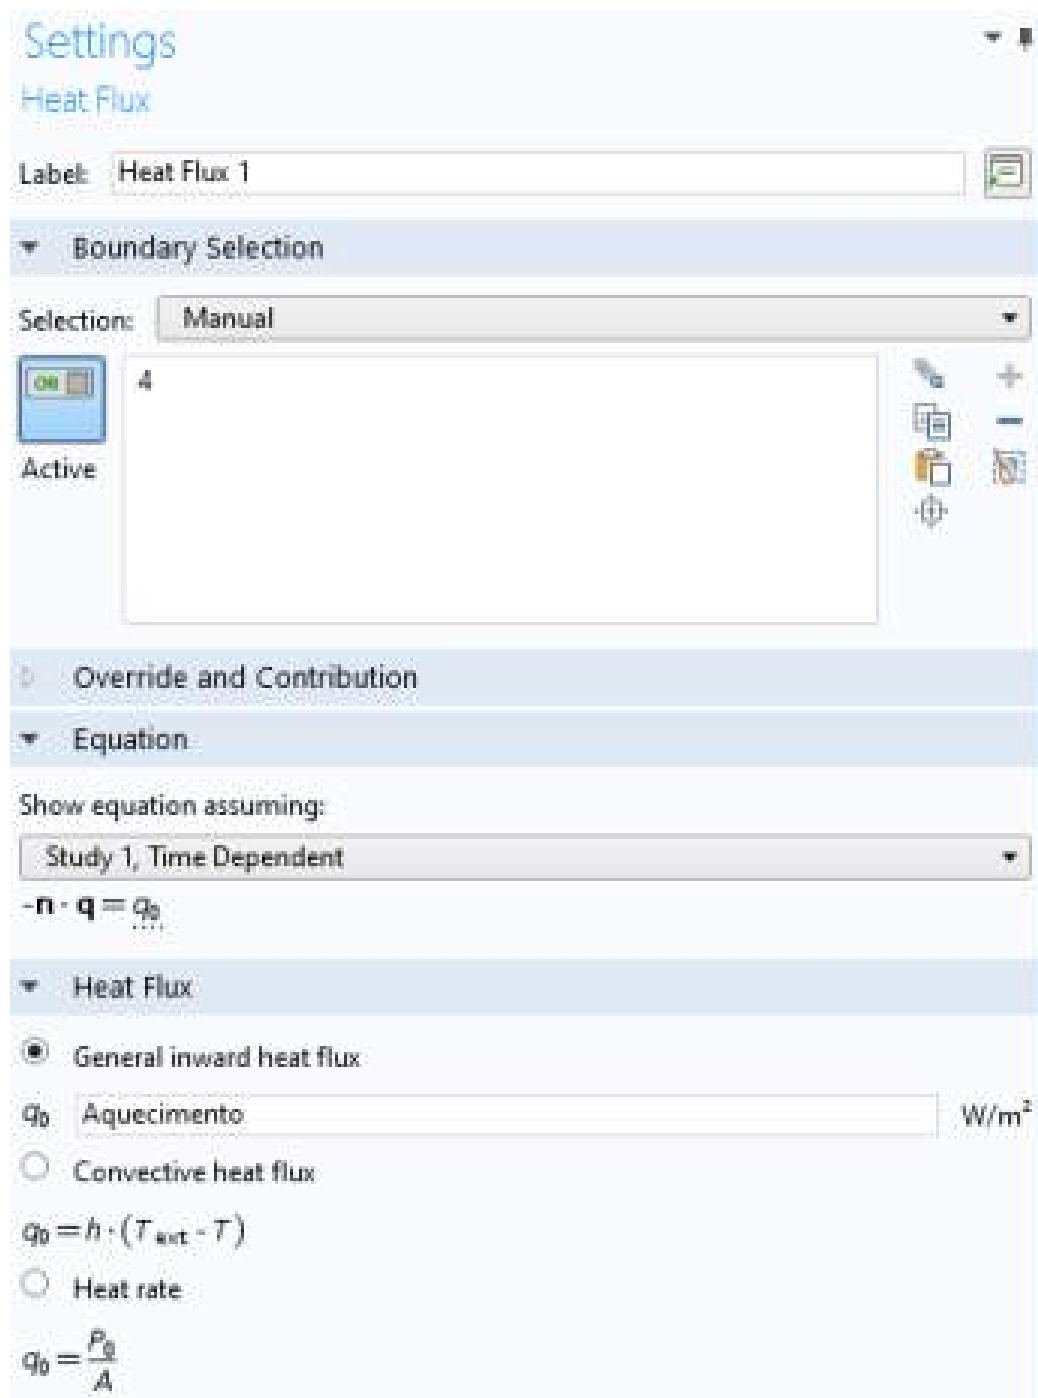 Settings
Heat Flux
Label: Heat Flux 1
Boundary Selection
Selection: Manual
ON 4
Active
Override and Contribution
Equation
Show equation assuming:
Study 1, Time Dependent
-n · q = q₀
Heat Flux
General inward heat flux
q₀ Aquecimento W/m²
Convective heat flux
q₀ = h · (T ext - T)
Heat rate
q₀ = P₀ / A